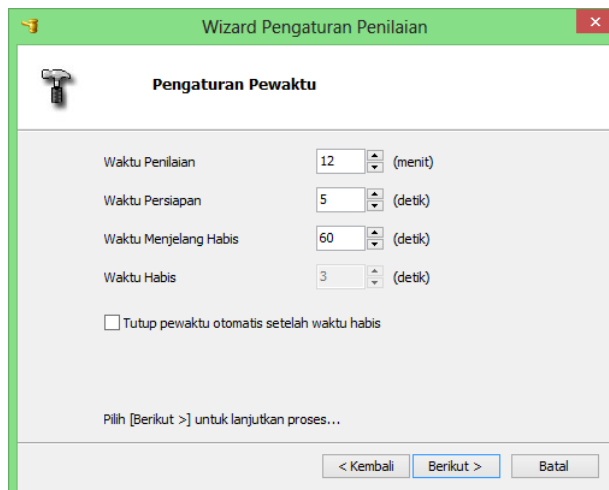 Wizard Pengaturan Penilaian
Pengaturan Pewaktu
Waktu Penilaian 12 (menit)
Waktu Persiapan 5 (detik)
Waktu Menjelang Habis 60 (detik)
Waktu Habis 3 (detik)
Tutup pewaktu otomatis setelah waktu habis
Pilih [Berikut >] untuk lanjutkan proses...
< Kembali Berikut > Batal